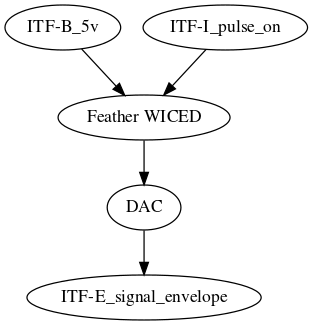 ITF-B_5v
ITF-I_pulse_on
Feather WICED
DAC
ITF-E_signal_envelope